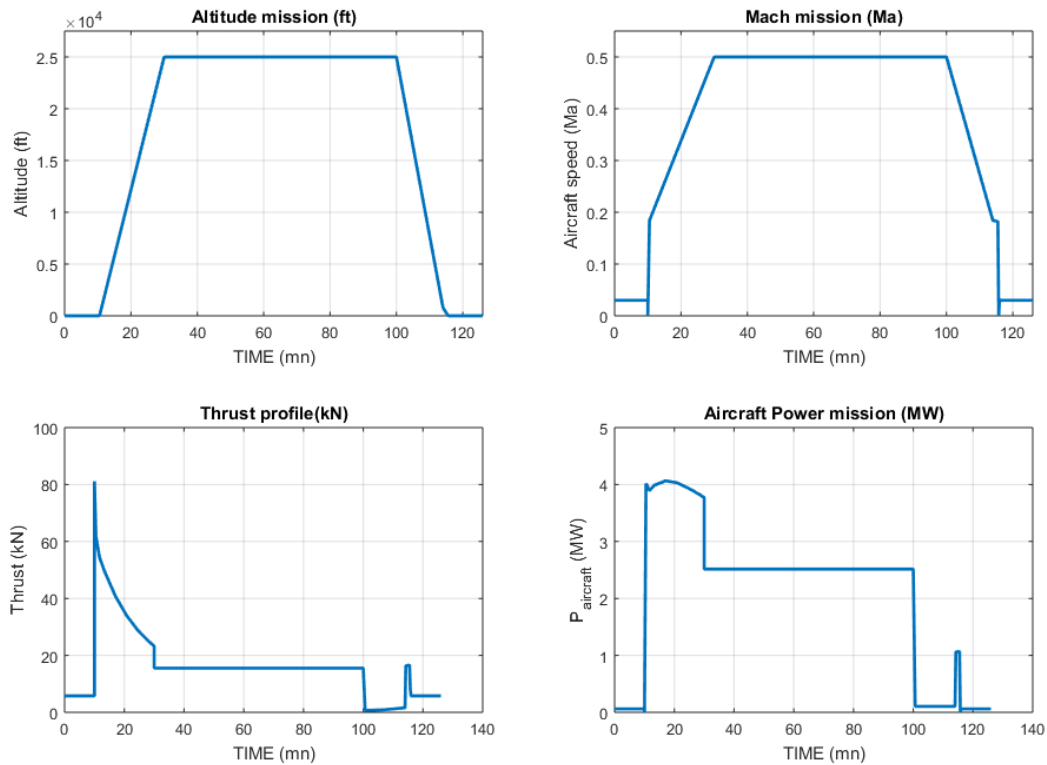 Altitude mission (ft)
×10⁴
2.5
2
1.5
1
0.5
0
Altitude (ft)
0 20 40 60 80 100 120
TIME (mn)
Mach mission (Ma)
0.5
0.4
0.3
0.2
0.1
0
Aircraft speed (Ma)
0 20 40 60 80 100 120
TIME (mn)
Thrust profile(kN)
100
80
60
40
20
0
Thrust (kN)
0 20 40 60 80 100 120 140
TIME (mn)
Aircraft Power mission (MW)
5
4
3
2
1
0
P aircraft (MW)
0 20 40 60 80 100 120 140
TIME (mn)